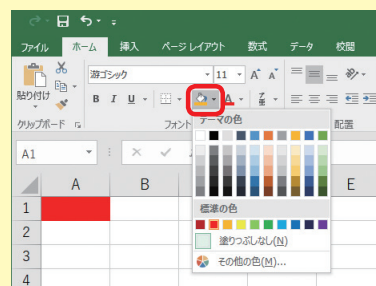 ファイル ホーム 挿入 ページ レイアウト 数式 データ 校閲
游ゴシック 11 A A
貼り付け B I U A
クリップボード フォント 配置
テーマの色
A1
A B E
1
標準の色
2
塗りつぶしなし(N)
3
その他の色(M)...
4